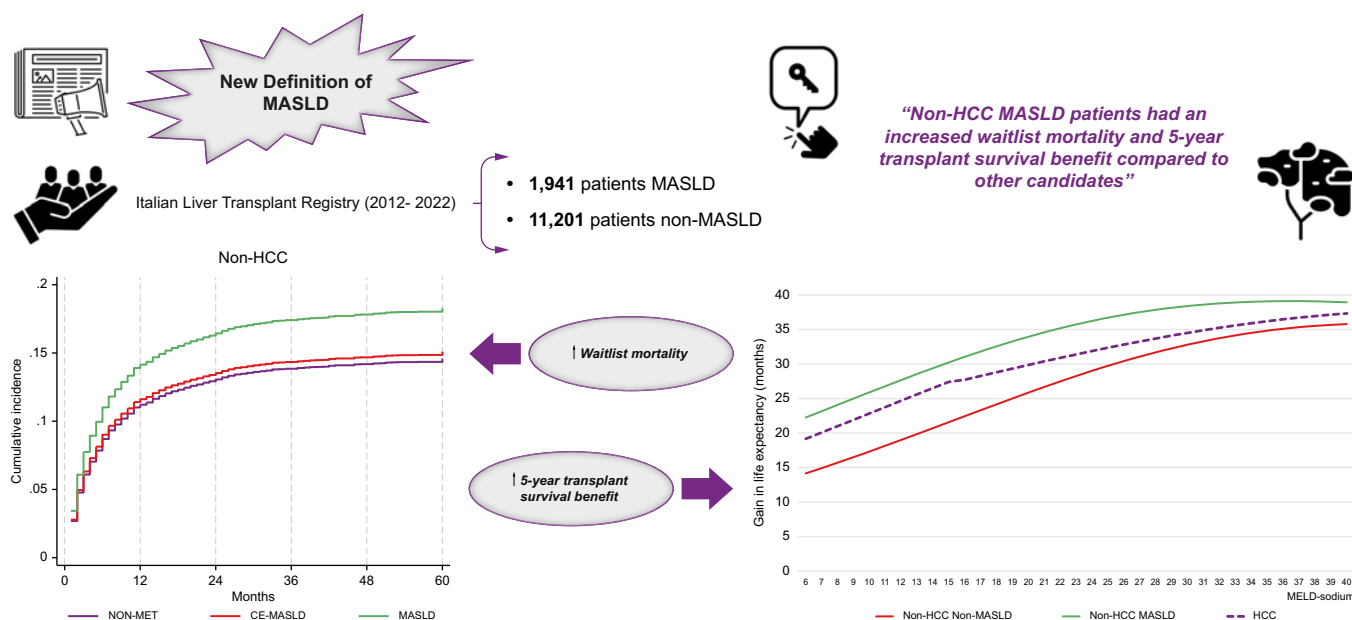 New Definition of
MASLD
Italian Liver Transplant Registry (2012- 2022)
• 1,941 patients MASLD
• 11,201 patients non-MASLD
“Non-HCC MASLD patients had an
increased waitlist mortality and 5-year
transplant survival benefit compared to
other candidates”
Non-HCC
Cumulative incidence
.2
.15
.1
.05
0
0 12 24 36 48 60
Months
NON-MET CE-MASLD MASLD
↑ Waitlist mortality
↑ 5-year transplant
survival benefit
Gain in life expectancy (months)
40
35
30
25
20
15
10
5
0
6 7 8 9 10 11 12 13 14 15 16 17 18 19 20 21 22 23 24 25 26 27 28 29 30 31 32 33 34 35 36 37 38 39 40
MELD-sodium
Non-HCC Non-MASLD Non-HCC MASLD HCC